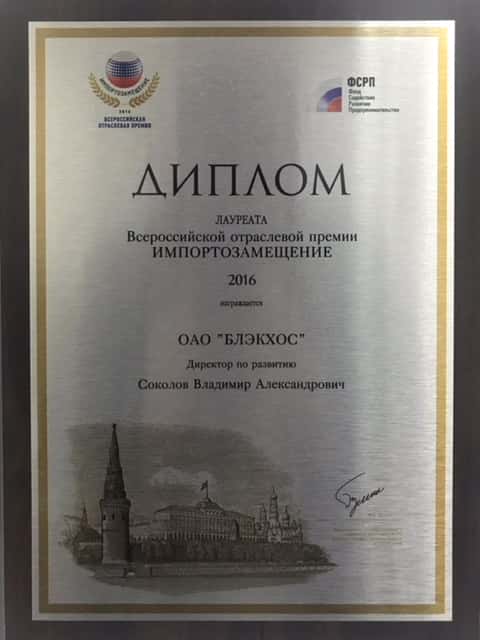 ИМПОРТОЗАМЕЩЕНИЕ
2016
ВСЕРОССИЙСКАЯ
ОТРАСЛЕВАЯ ПРЕМИЯ
ФСРП
Фонд
Содействия
Развитию
Предпринимательства
ДИПЛОМ
ЛАУРЕАТА
Всероссийской отраслевой премии
ИМПОРТОЗАМЕЩЕНИЕ
2016
награждается
ОАО "БЛЭКХОС"
Директор по развитию
Соколов Владимир Александрович